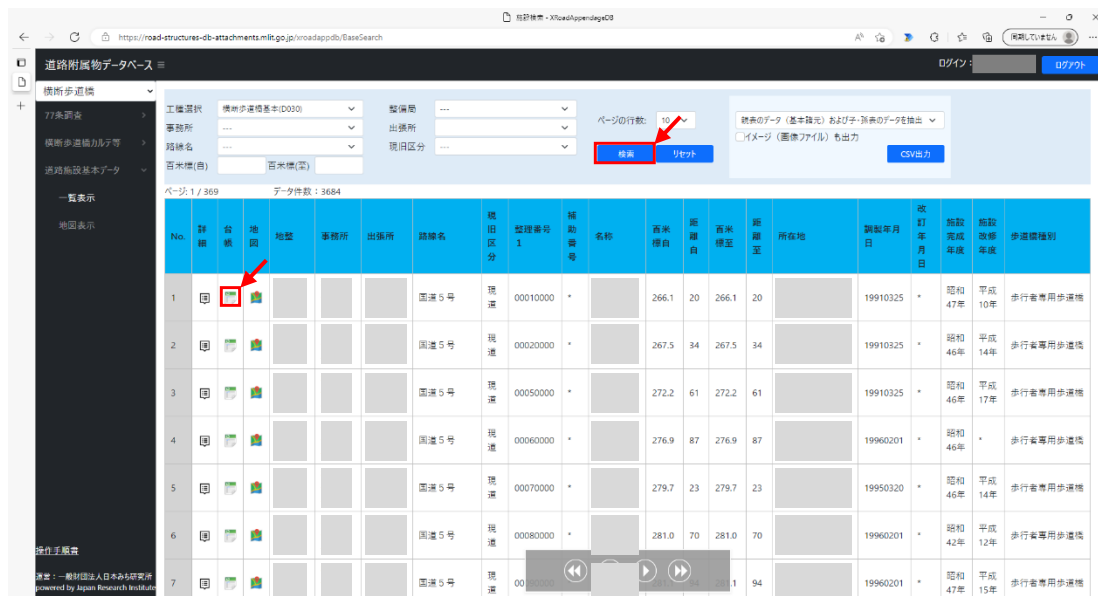 施設検索 - XRoadAppendageDB
https://road-structures-db-attachments.mlit.go.jp/xroadappdb/BaseSearch
同期していません
道路附属物データベース
ログイン :
ログアウト
横断歩道橋
77条調査
横断歩道橋カルテ等
道路施設基本データ
一覧表示
地図表示
操作手順書
運営：一般財団法人日本みち研究所
powered by Japan Research Institute
工種選択 横断歩道橋基本(D030) 整備局 ---
事務所 --- 出張所
路線名 --- 現旧区分 ---
百米標(自) 百米標(至)
ページの行数: 10
検索 リセット
親表のデータ（基本諸元）および子・孫表のデータを抽出
イメージ（画像ファイル）も出力
CSV出力
ページ: 1 / 369 データ件数：3684
No. 詳細 台帳 地図 地整 事務所 出張所 路線名 現旧区分 整理番号1 補助番号 名称 百米標自 距離自 百米標至 距離至 所在地 調製年月日 改訂年月日 施設完成年度 施設改修年度 歩道橋種別
1 国道５号 現道 00010000 * 266.1 20 266.1 20 19910325 * 昭和47年 平成10年 歩行者専用歩道橋
2 国道５号 現道 00020000 * 267.5 34 267.5 34 19910325 * 昭和46年 平成14年 歩行者専用歩道橋
3 国道５号 現道 00050000 * 272.2 61 272.2 61 19910325 * 昭和46年 平成17年 歩行者専用歩道橋
4 国道５号 現道 00060000 * 276.9 87 276.9 87 19960201 * 昭和46年 * 歩行者専用歩道橋
5 国道５号 現道 00070000 * 279.7 23 279.7 23 19950320 * 昭和46年 平成14年 歩行者専用歩道橋
6 国道５号 現道 00080000 * 281.0 70 281.0 70 19960201 * 昭和42年 平成12年 歩行者専用歩道橋
7 国道５号 現道 94 19960201 * 昭和47年 平成15年 歩行者専用歩道橋